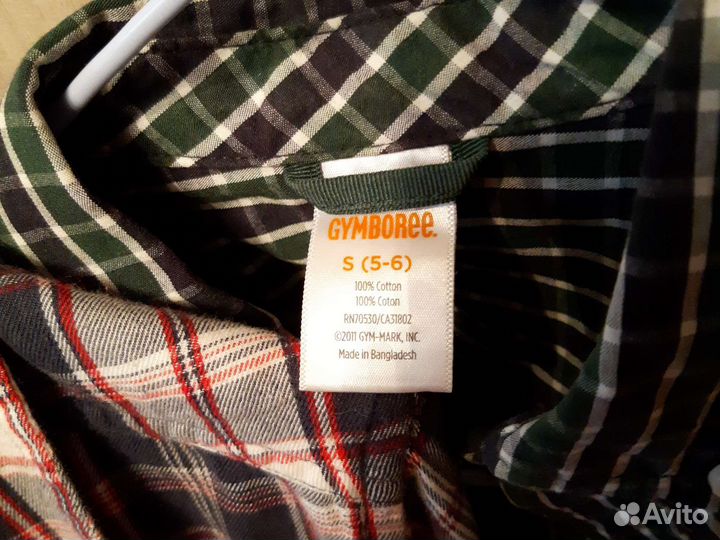 GYMBOREE.
S (5-6)
100% Cotton
100% Coton
RN70530/CA31802
©2011 GYM-MARK, INC.
Made in Bangladesh
Avito